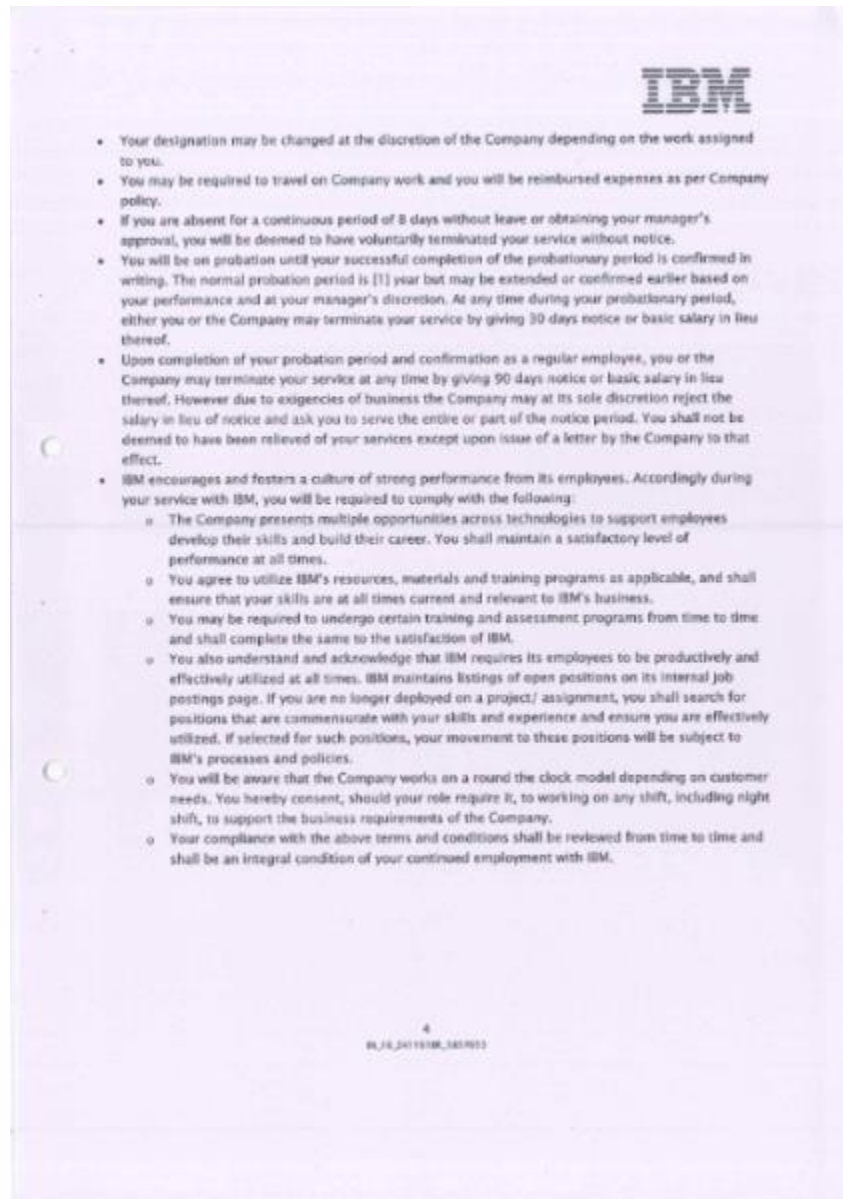 IBM
• Your designation may be changed at the discretion of the Company depending on the work assigned
to you.
• You may be required to travel on Company work and you will be reimbursed expenses as per Company
policy.
• If you are absent for a continuous period of 8 days without leave or obtaining your manager's
approval, you will be deemed to have voluntarily terminated your service without notice.
• You will be on probation until your successful completion of the probationary period is confirmed in
writing. The normal probation period is [1] year but may be extended or confirmed earlier based on
your performance and at your manager's discretion. At any time during your probationary period,
either you or the Company may terminate your service by giving 30 days notice or basic salary in lieu
thereof.
• Upon completion of your probation period and confirmation as a regular employee, you or the
Company may terminate your service at any time by giving 90 days notice or basic salary in lieu
thereof. However due to exigencies of business the Company may at its sole discretion reject the
salary in lieu of notice and ask you to serve the entire or part of the notice period. You shall not be
deemed to have been relieved of your services except upon issue of a letter by the Company to that
effect.
• IBM encourages and fosters a culture of strong performance from its employees. Accordingly during
your service with IBM, you will be required to comply with the following:
o The Company presents multiple opportunities across technologies to support employees
develop their skills and build their career. You shall maintain a satisfactory level of
performance at all times.
o You agree to utilize IBM's resources, materials and training programs as applicable, and shall
ensure that your skills are at all times current and relevant to IBM's business.
o You may be required to undergo certain training and assessment programs from time to time
and shall complete the same to the satisfaction of IBM.
o You also understand and acknowledge that IBM requires its employees to be productively and
effectively utilized at all times. IBM maintains listings of open positions on its internal job
postings page. If you are no longer deployed on a project/ assignment, you shall search for
positions that are commensurate with your skills and experience and ensure you are effectively
utilized. If selected for such positions, your movement to these positions will be subject to
IBM's processes and policies.
o You will be aware that the Company works on a round the clock model depending on customer
needs. You hereby consent, should your role require it, to working on any shift, including night
shift, to support the business requirements of the Company.
o Your compliance with the above terms and conditions shall be reviewed from time to time and
shall be an integral condition of your continued employment with IBM.
4